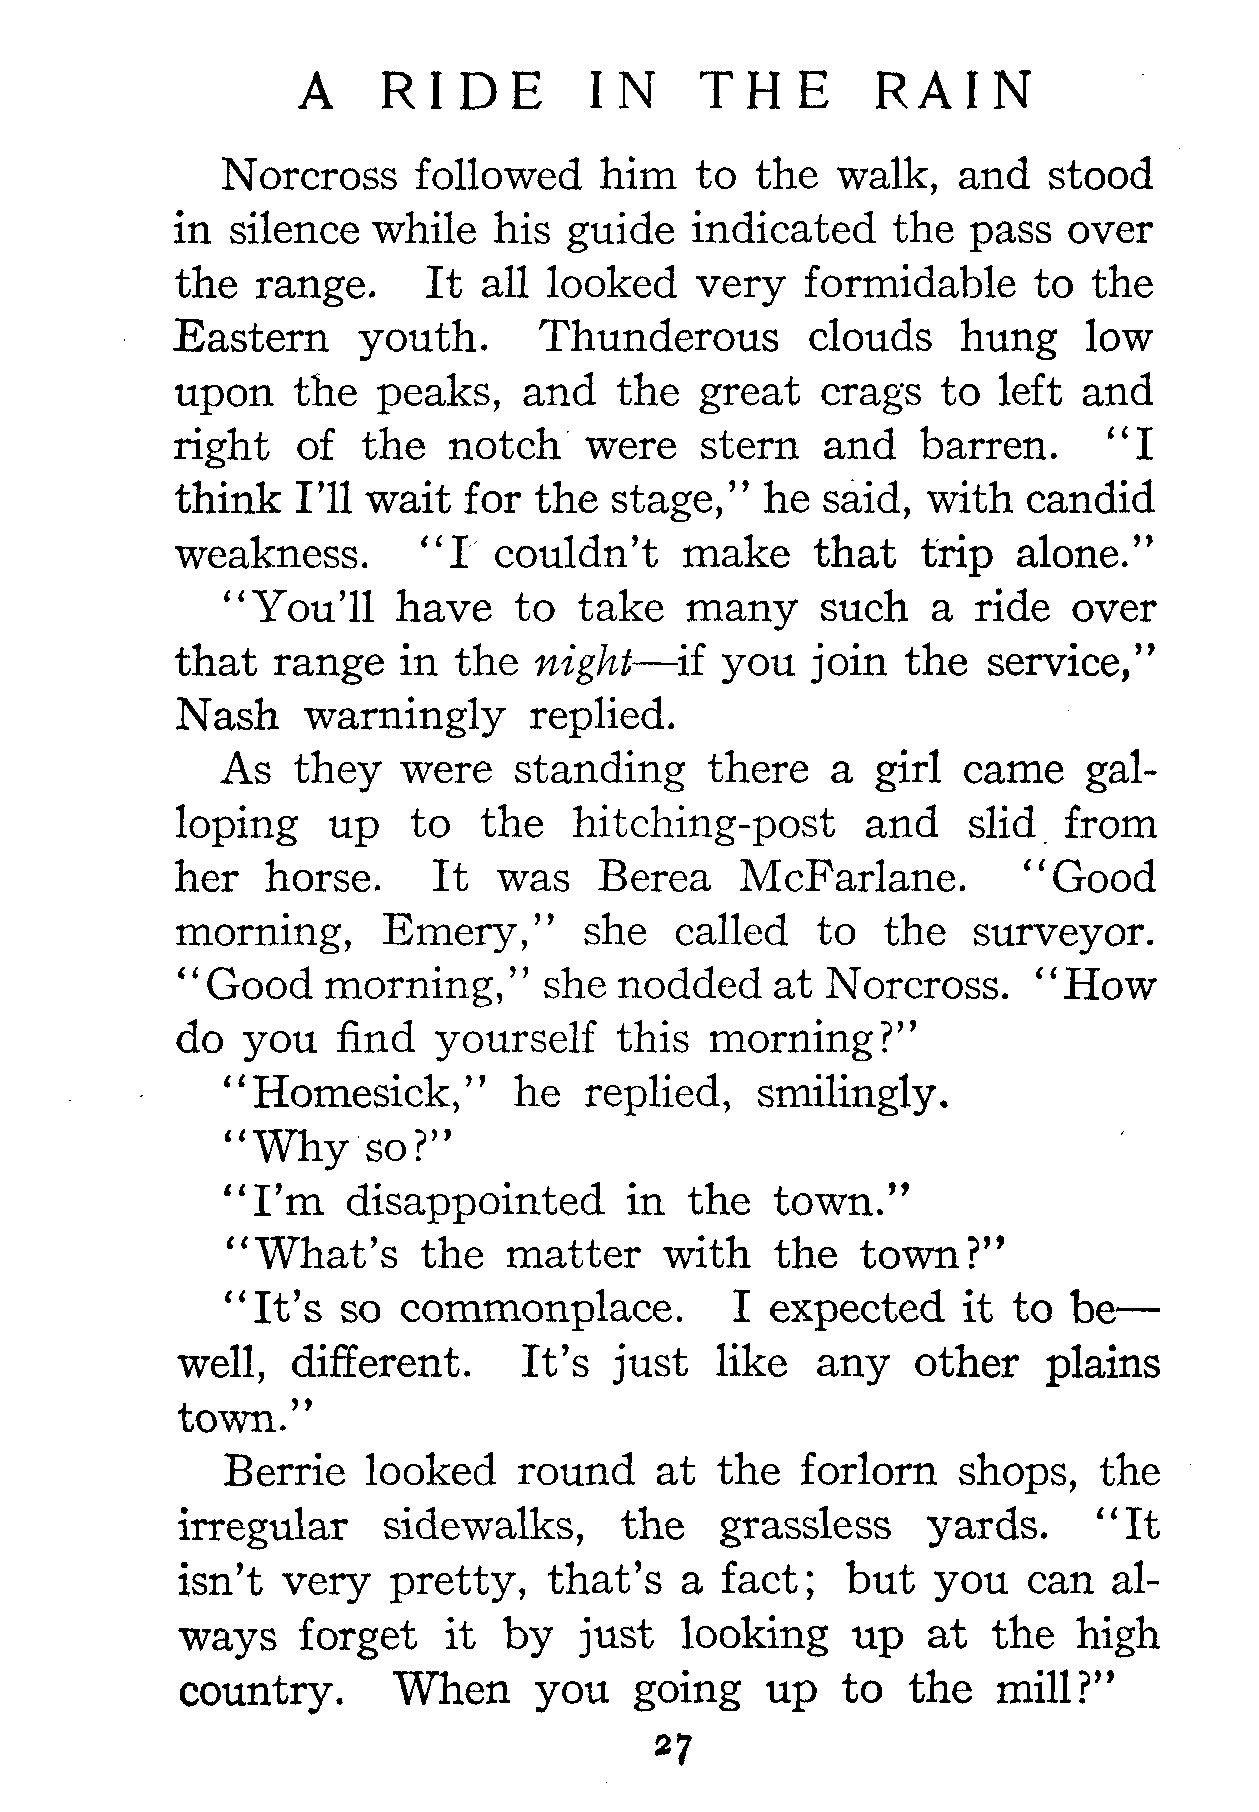 A RIDE IN THE RAIN
Norcross followed him to the walk, and stood
in silence while his guide indicated the pass over
the range. It all looked very formidable to the
Eastern youth. Thunderous clouds hung low
upon the peaks, and the great crags to left and
right of the notch were stern and barren. "I
think I'll wait for the stage," he said, with candid
weakness. "I couldn't make that trip alone."
"You'll have to take many such a ride over
that range in the night—if you join the service,"
Nash warningly replied.
As they were standing there a girl came gal-
loping up to the hitching-post and slid from
her horse. It was Berea McFarlane. "Good
morning, Emery," she called to the surveyor.
"Good morning," she nodded at Norcross. "How
do you find yourself this morning?"
"Homesick," he replied, smilingly.
"Why so?"
"I'm disappointed in the town."
"What's the matter with the town?"
"It's so commonplace. I expected it to be—
well, different. It's just like any other plains
town."
Berrie looked round at the forlorn shops, the
irregular sidewalks, the grassless yards. "It
isn't very pretty, that's a fact; but you can al-
ways forget it by just looking up at the high
country. When you going up to the mill?"
27